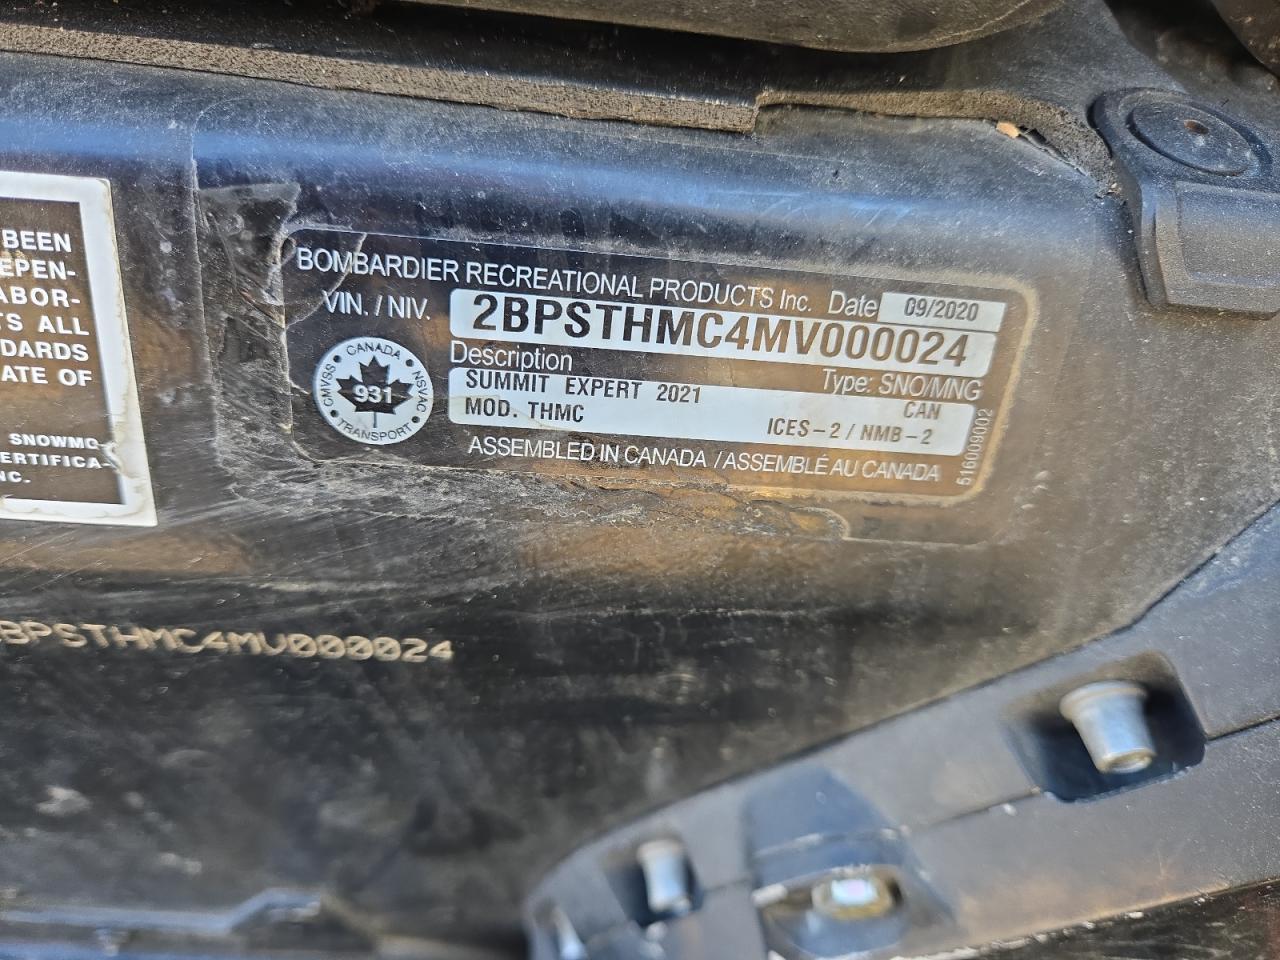 BEEN
EPEN-
ABOR-
TS ALL
DARDS
ATE OF
SNOWMO
ERTIFICA-
NC.
BOMBARDIER RECREATIONAL PRODUCTS Inc. Date 09/2020
VIN. / NIV. 2BPSTHMC4MV000024
Description Type: SNO/MNG
CANADA
CMVSS NSVAC
931
TRANSPORT
SUMMIT EXPERT 2021 CAN
MOD. THMC ICES-2 / NMB-2
ASSEMBLED IN CANADA / ASSEMBLÉ AU CANADA
516009002
BPSTHMC4MV000024